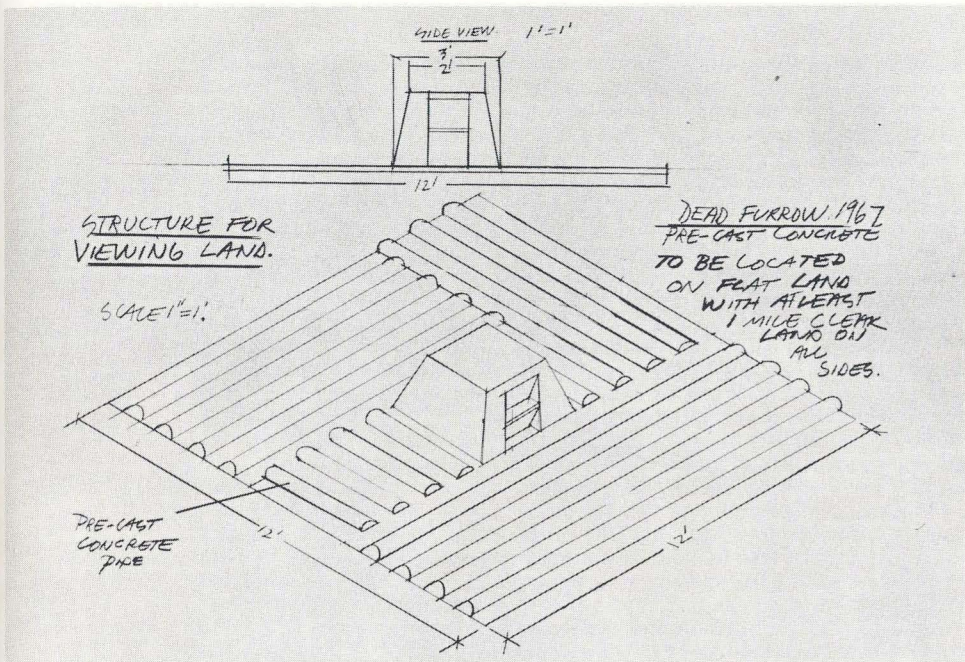 SIDE VIEW. 1"=1'
3'
2'
12'
STRUCTURE FOR
VIEWING LAND.
SCALE 1"=1'.
DEAD FURROW. 1967
PRE-CAST CONCRETE
TO BE LOCATED
ON FLAT LAND
WITH AT LEAST
1 MILE CLEAR
LAND ON
ALL
SIDES.
PRE-CAST
CONCRETE
PIPE
12'
12'